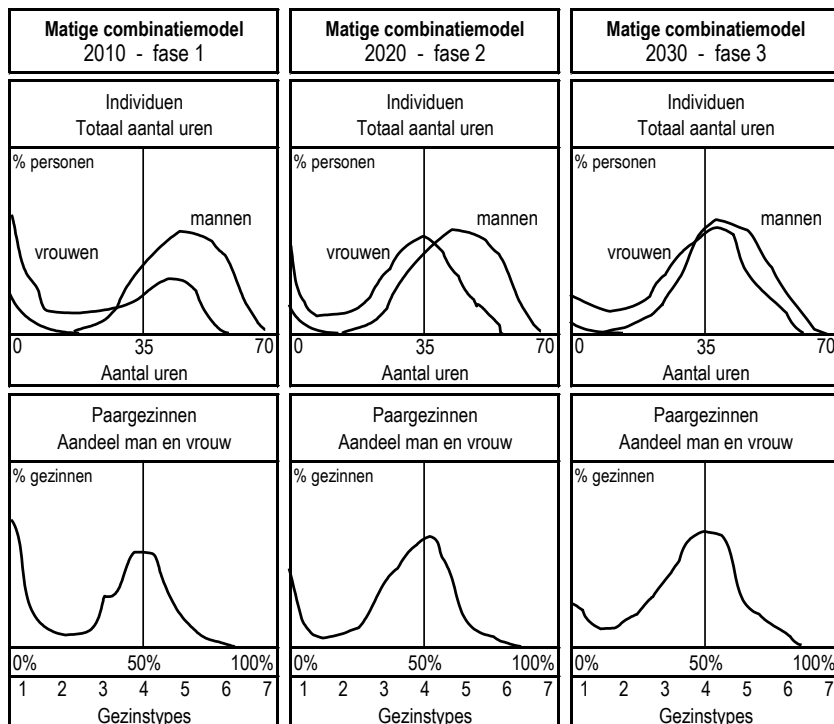 Matige combinatiemodel
2010 - fase 1
Individuen
Totaal aantal uren
% personen
mannen
vrouwen
0 35 70
Aantal uren
Paargezinnen
Aandeel man en vrouw
% gezinnen
0% 50% 100%
1 2 3 4 5 6 7
Gezinstypes
Matige combinatiemodel
2020 - fase 2
Individuen
Totaal aantal uren
% personen
mannen
vrouwen
0 35 70
Aantal uren
Paargezinnen
Aandeel man en vrouw
% gezinnen
0% 50% 100%
1 2 3 4 5 6 7
Gezinstypes
Matige combinatiemodel
2030 - fase 3
Individuen
Totaal aantal uren
% personen
mannen
vrouwen
0 35 70
Aantal uren
Paargezinnen
Aandeel man en vrouw
% gezinnen
0% 50% 100%
1 2 3 4 5 6 7
Gezinstypes